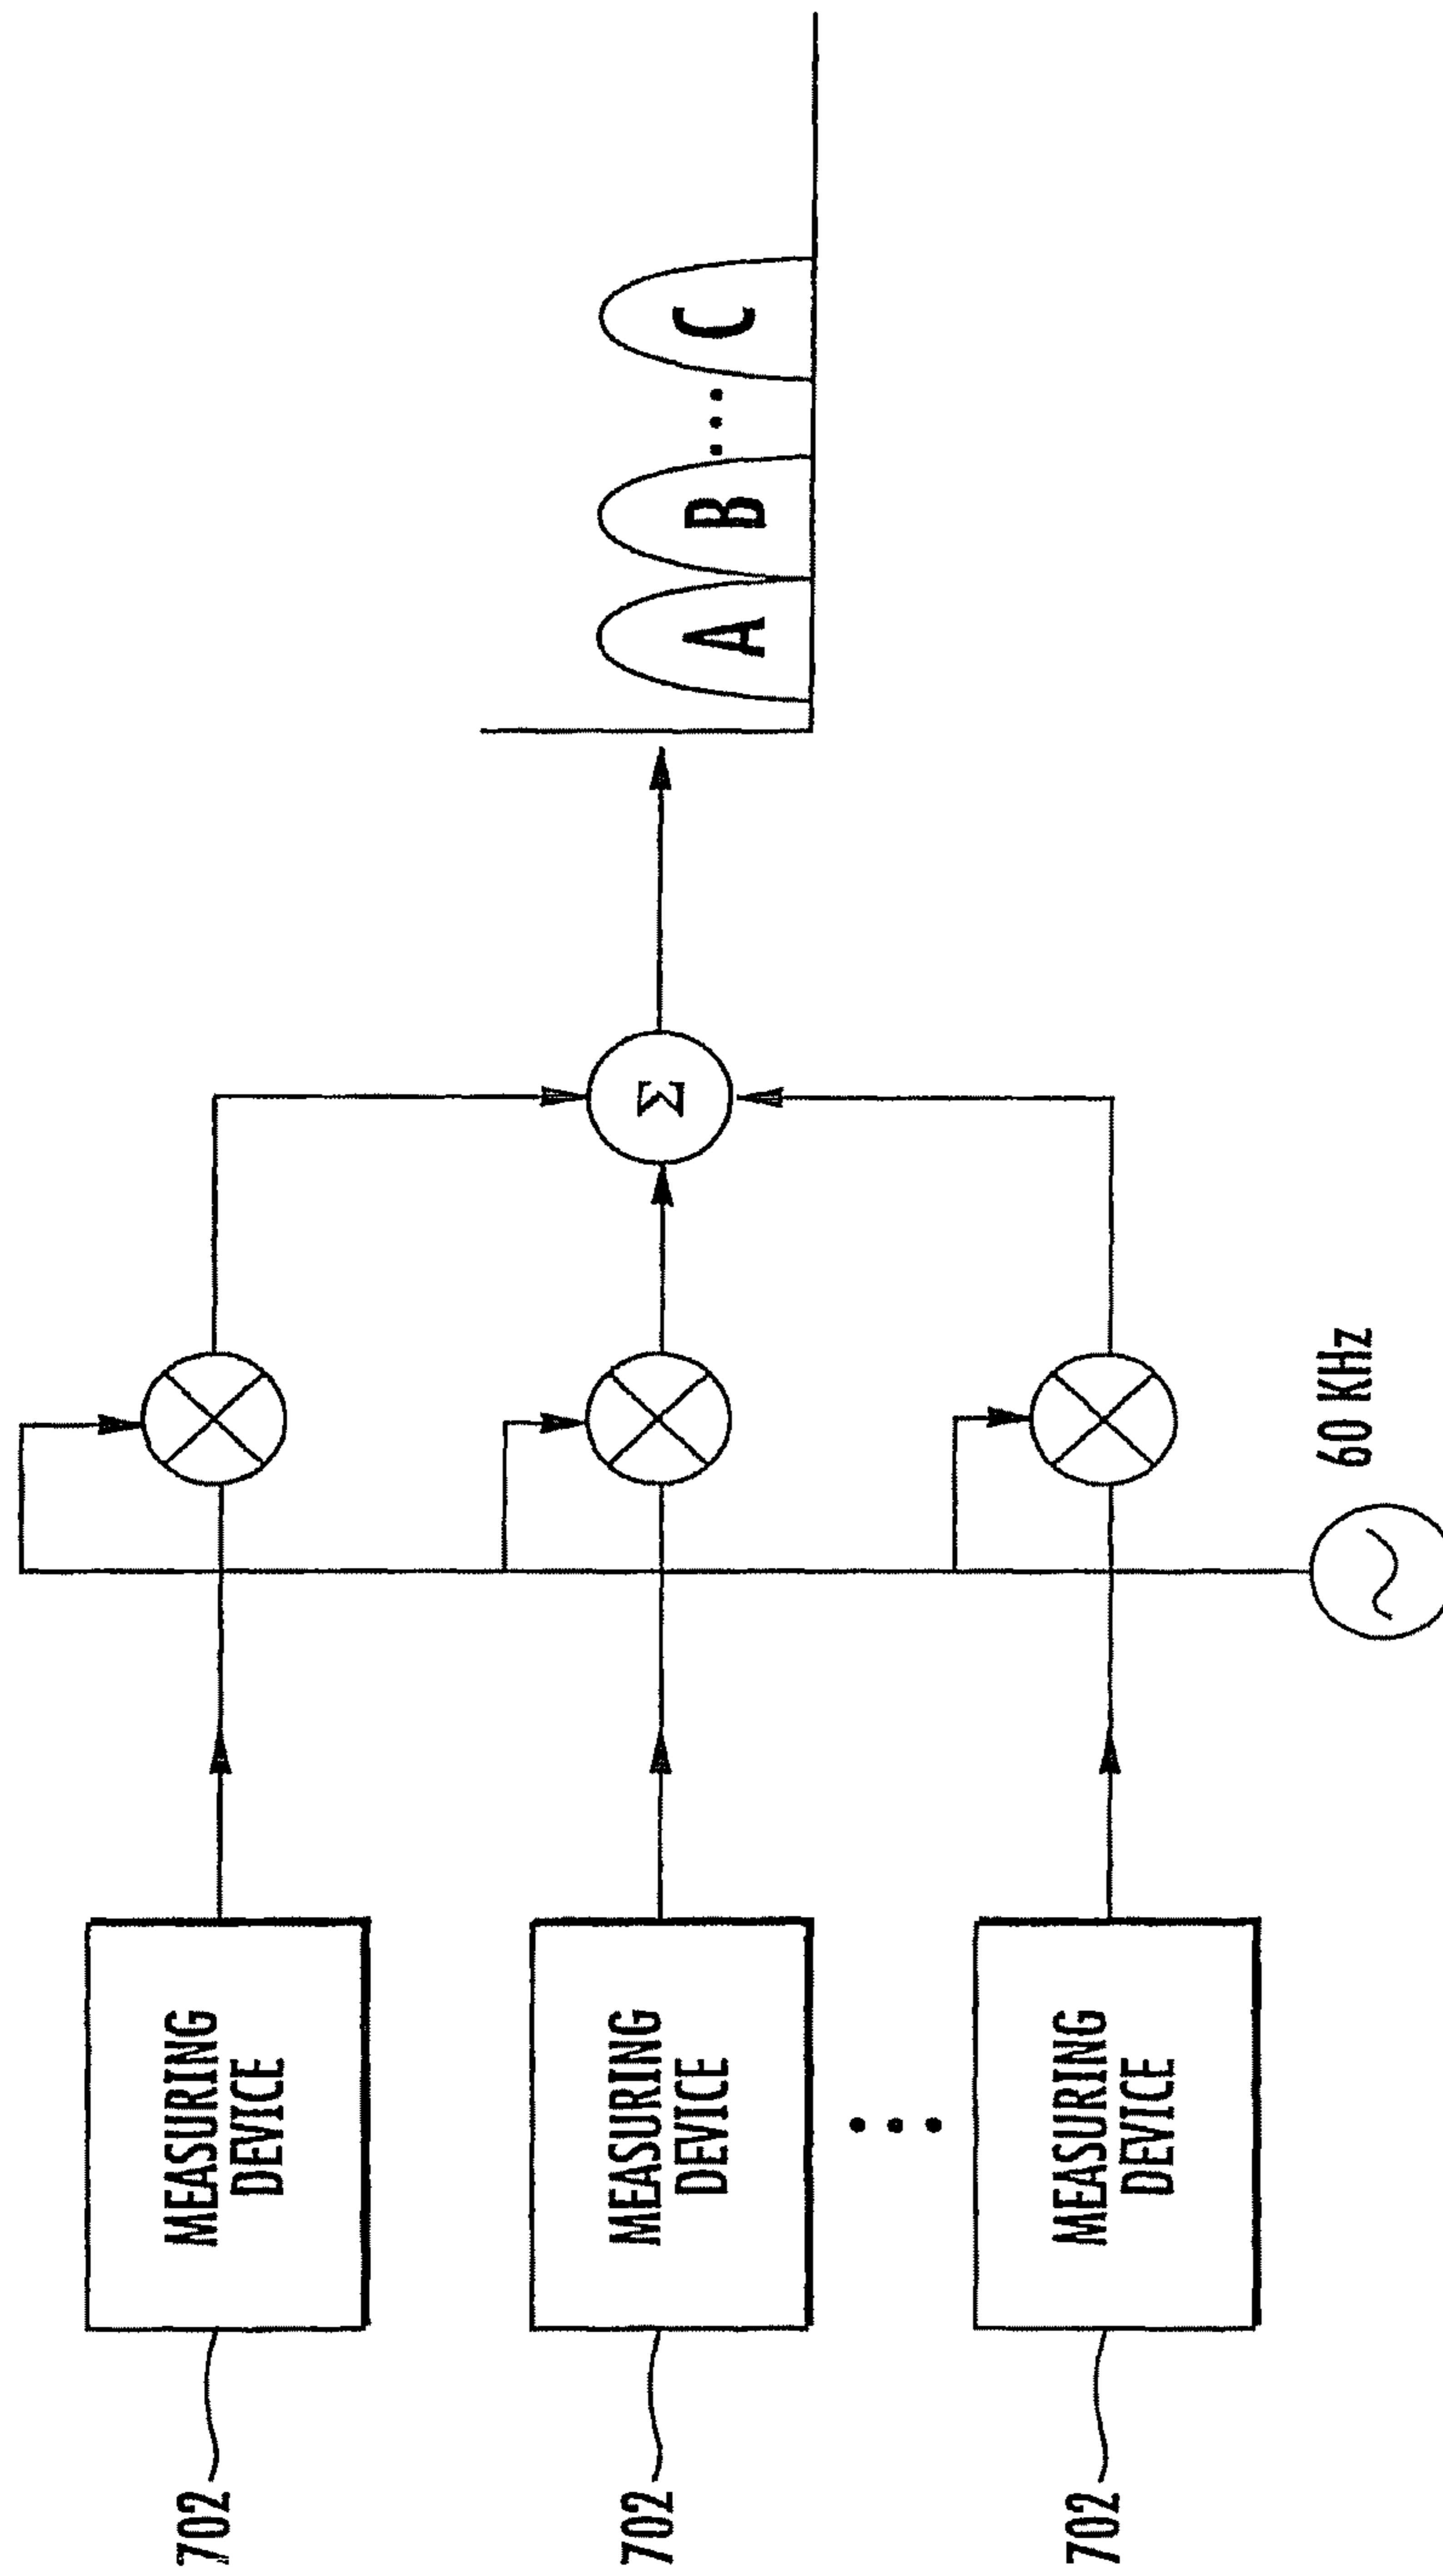 702
MEASURING
DEVICE
702
MEASURING
DEVICE
...
702
MEASURING
DEVICE
60 KHz
Σ
A B ... C